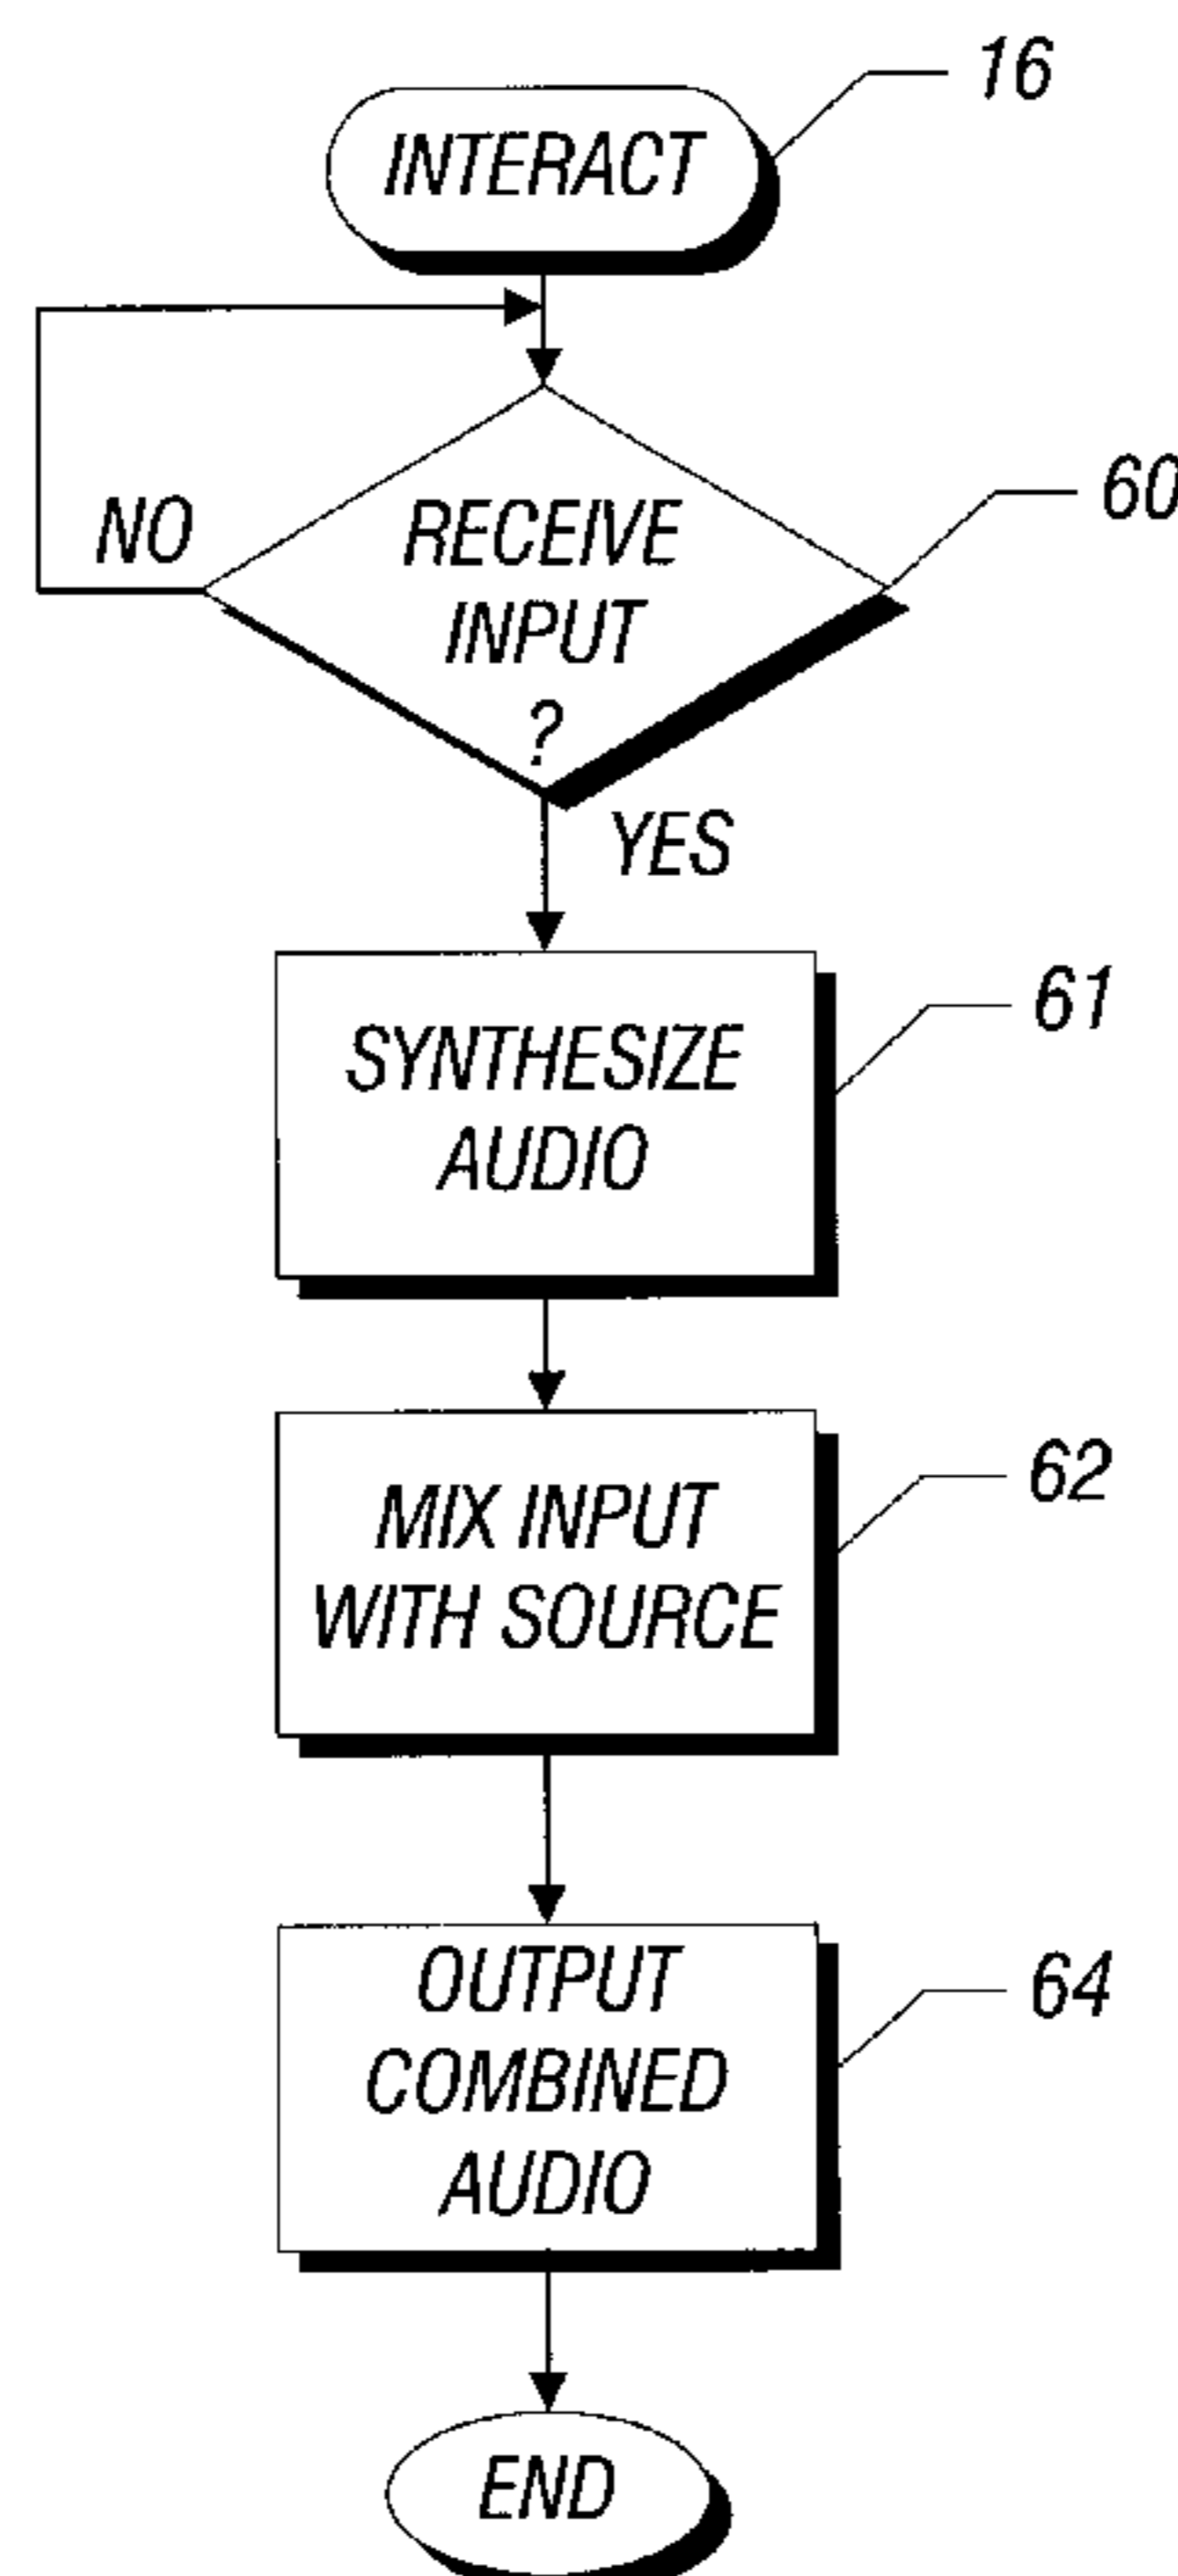 16
INTERACT
NO
RECEIVE
INPUT
?
60
YES
SYNTHESIZE
AUDIO
61
MIX INPUT
WITH SOURCE
62
OUTPUT
COMBINED
AUDIO
64
END